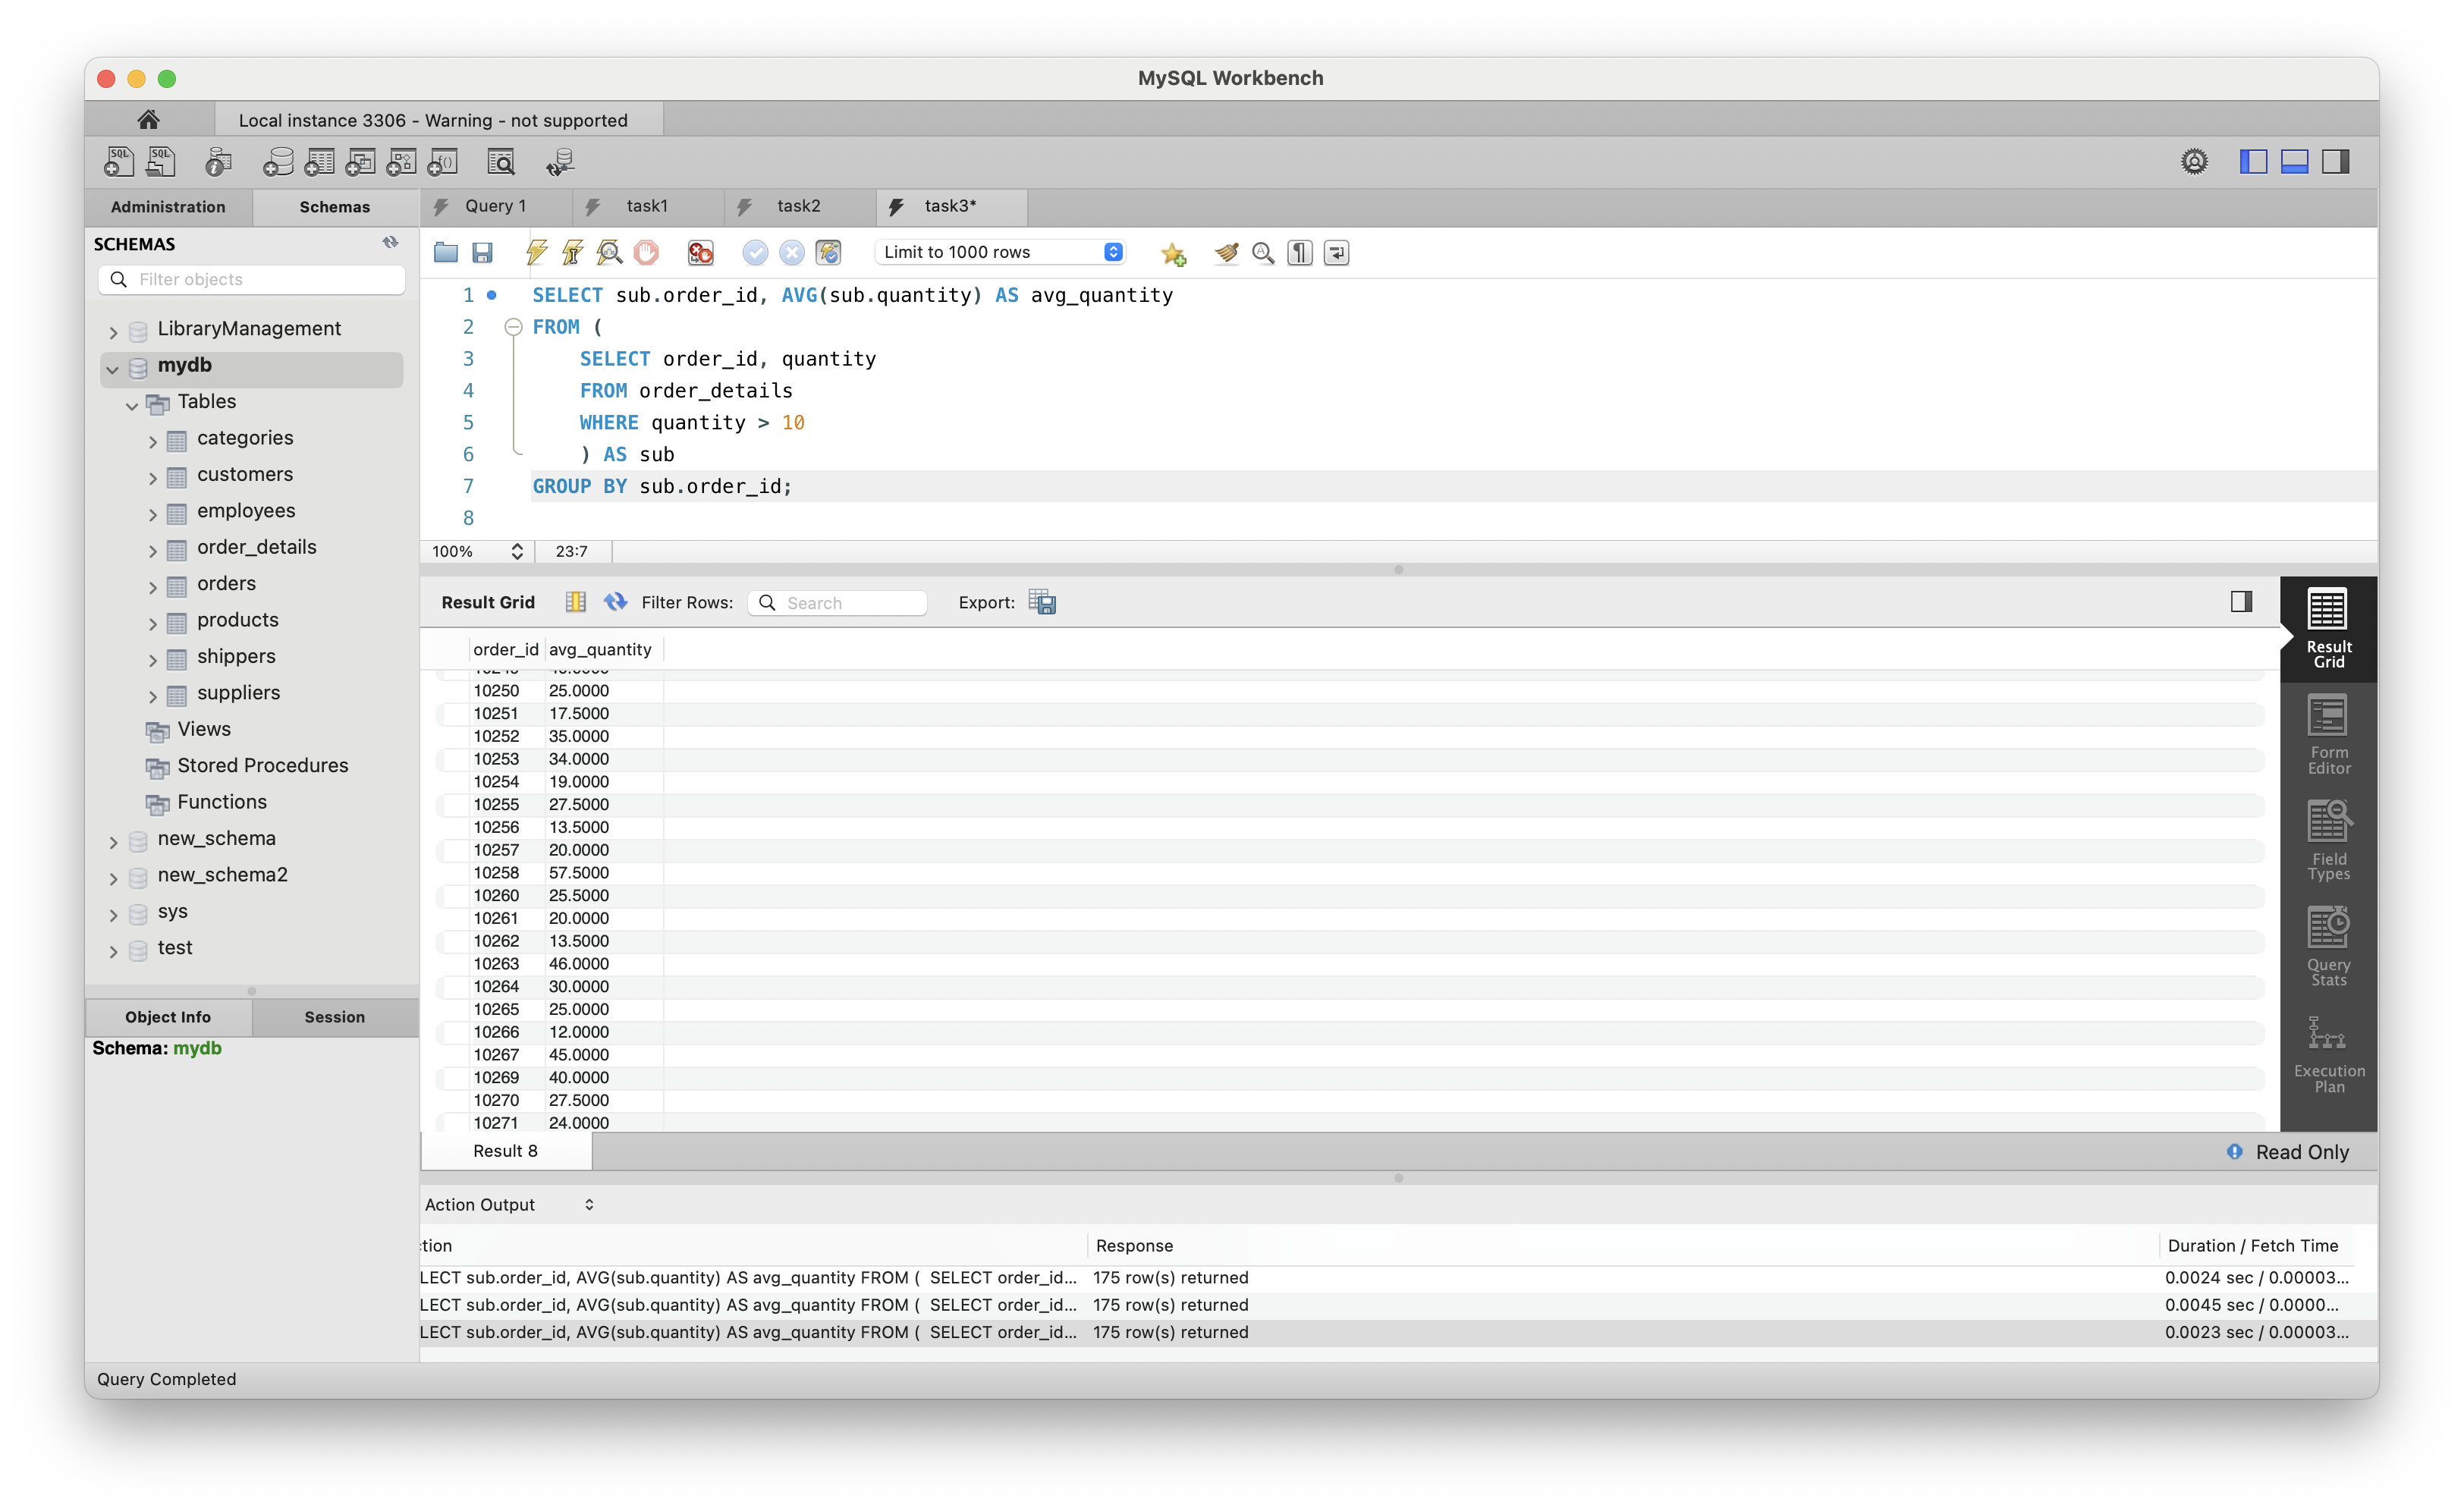 MySQL Workbench
Local instance 3306 - Warning - not supported
Administration
Schemas
Query 1
task1
task2
task3*
SCHEMAS
Filter objects
LibraryManagement
mydb
Tables
categories
customers
employees
order_details
orders
products
shippers
suppliers
Views
Stored Procedures
Functions
new_schema
new_schema2
sys
test
Object Info
Session
Schema: mydb
Limit to 1000 rows
1 SELECT sub.order_id, AVG(sub.quantity) AS avg_quantity
2 FROM (
3 SELECT order_id, quantity
4 FROM order_details
5 WHERE quantity > 10
6 ) AS sub
7 GROUP BY sub.order_id;
8
100% 23:7
Result Grid
Filter Rows:
Search
Export:
order_id avg_quantity
10250 25.0000
10251 17.5000
10252 35.0000
10253 34.0000
10254 19.0000
10255 27.5000
10256 13.5000
10257 20.0000
10258 57.5000
10260 25.5000
10261 20.0000
10262 13.5000
10263 46.0000
10264 30.0000
10265 25.0000
10266 12.0000
10267 45.0000
10269 40.0000
10270 27.5000
10271 24.0000
Result
Grid
Form
Editor
Field
Types
Query
Stats
Execution
Plan
Result 8
Read Only
Action Output
tion Response Duration / Fetch Time
LECT sub.order_id, AVG(sub.quantity) AS avg_quantity FROM ( SELECT order_id... 175 row(s) returned 0.0024 sec / 0.00003...
LECT sub.order_id, AVG(sub.quantity) AS avg_quantity FROM ( SELECT order_id... 175 row(s) returned 0.0045 sec / 0.0000...
LECT sub.order_id, AVG(sub.quantity) AS avg_quantity FROM ( SELECT order_id... 175 row(s) returned 0.0023 sec / 0.00003...
Query Completed